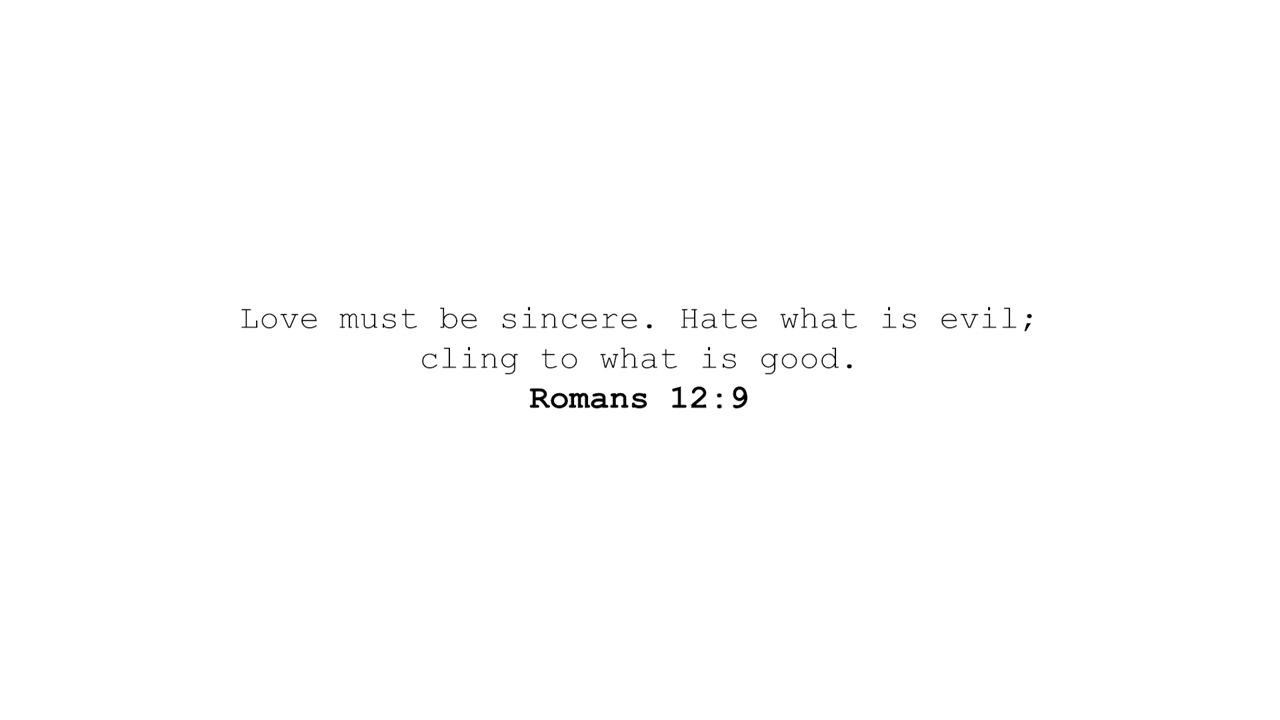 Love must be sincere. Hate what is evil;
cling to what is good.
Romans 12:9